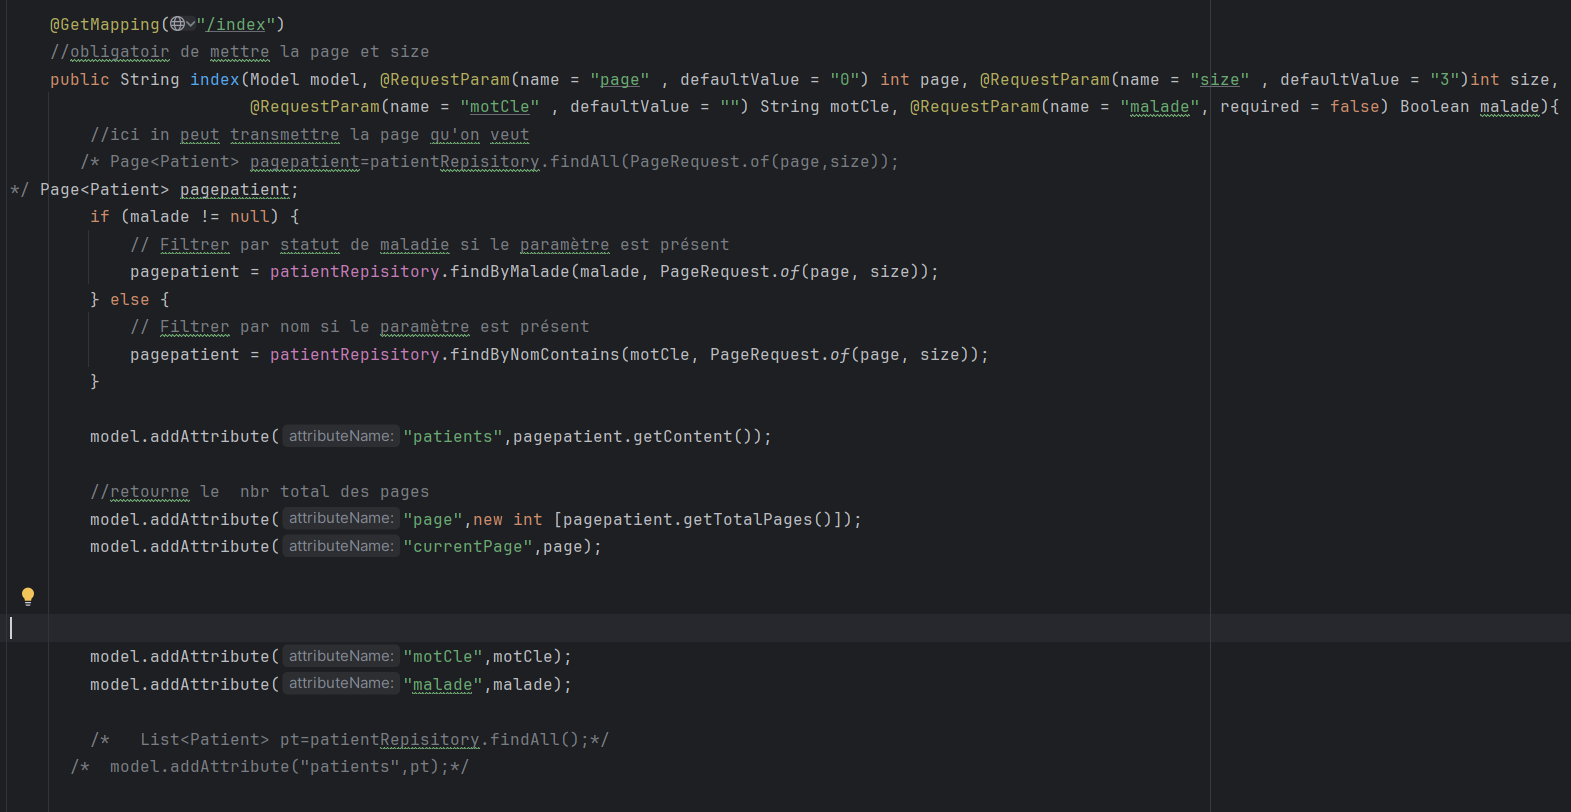 @GetMapping("/index")
//obligatoir de mettre la page et size
public String index(Model model, @RequestParam(name = "page" , defaultValue = "0") int page, @RequestParam(name = "size" , defaultValue = "3")int size,
@RequestParam(name = "motCle" , defaultValue = "") String motCle, @RequestParam(name = "malade", required = false) Boolean malade){
//ici in peut transmettre la page qu'on veut
/* Page<Patient> pagepatient=patientRepisitory.findAll(PageRequest.of(page,size));
*/ Page<Patient> pagepatient;
if (malade != null) {
// Filtrer par statut de maladie si le paramètre est présent
pagepatient = patientRepisitory.findByMalade(malade, PageRequest.of(page, size));
} else {
// Filtrer par nom si le paramètre est présent
pagepatient = patientRepisitory.findByNomContains(motCle, PageRequest.of(page, size));
}
model.addAttribute( attributeName: "patients",pagepatient.getContent());
//retourne le  nbr total des pages
model.addAttribute( attributeName: "page",new int [pagepatient.getTotalPages()]);
model.addAttribute( attributeName: "currentPage",page);
model.addAttribute( attributeName: "motCle",motCle);
model.addAttribute( attributeName: "malade",malade);
/*   List<Patient> pt=patientRepisitory.findAll();*/
/*  model.addAttribute("patients",pt);*/